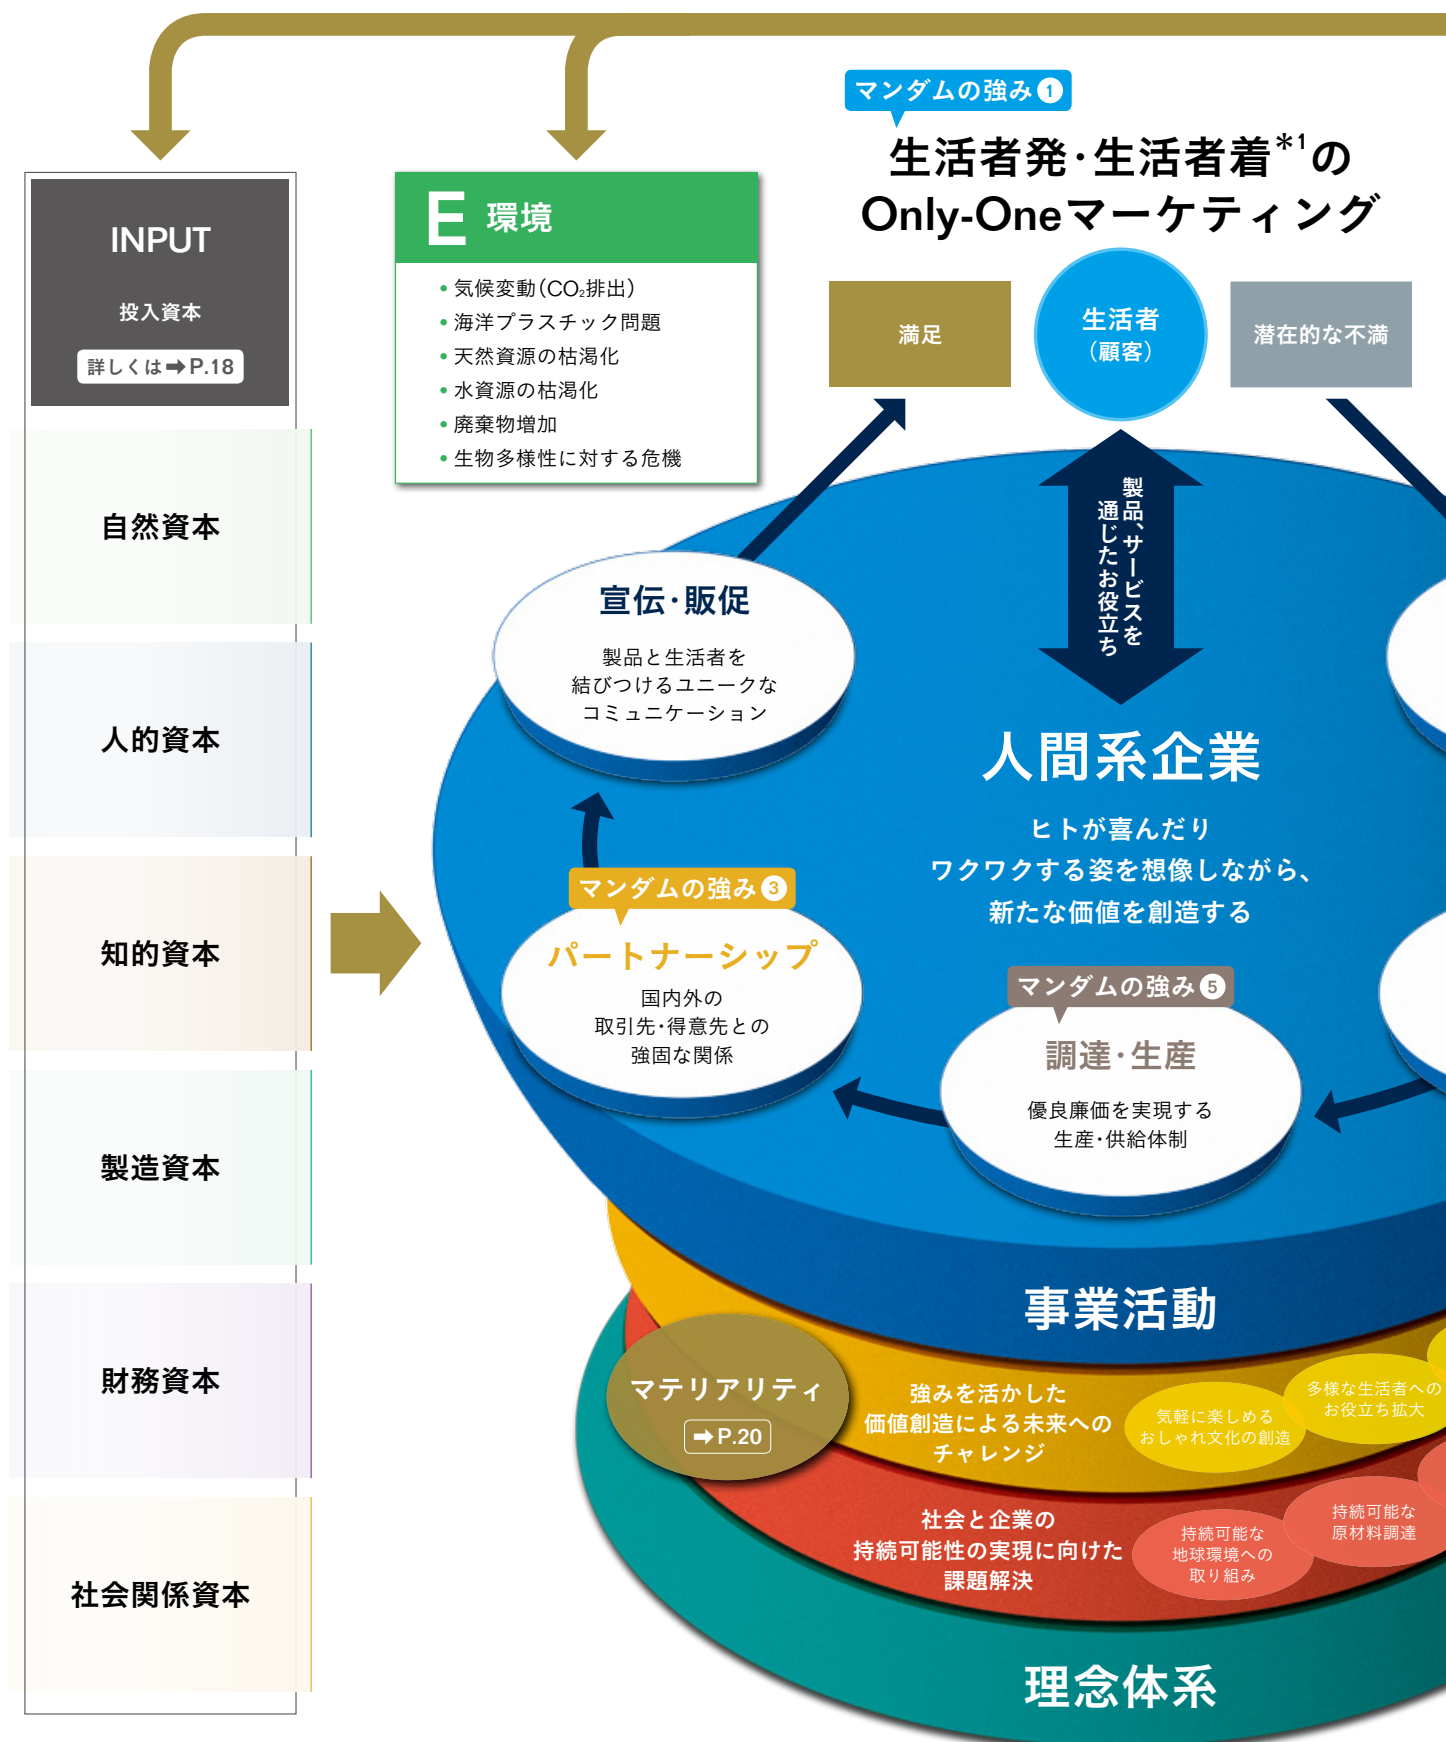 INPUT
投入資本
詳しくは➡P.18
自然資本
人的資本
知的資本
製造資本
財務資本
社会関係資本
E 環境
• 気候変動(CO₂排出)
• 海洋プラスチック問題
• 天然資源の枯渇化
• 水資源の枯渇化
• 廃棄物増加
• 生物多様性に対する危機
マンダムの強み❶
生活者発・生活者着*¹の
Only-Oneマーケティング
満足
生活者
(顧客)
潜在的な不満
製品、サービスを
通じたお役立ち
宣伝・販促
製品と生活者を
結びつけるユニークな
コミュニケーション
人間系企業
ヒトが喜んだり
ワクワクする姿を想像しながら、
新たな価値を創造する
マンダムの強み❸
パートナーシップ
国内外の
取引先・得意先との
強固な関係
マンダムの強み❺
調達・生産
優良廉価を実現する
生産・供給体制
事業活動
マテリアリティ
➡P.20
強みを活かした
価値創造による未来への
チャレンジ
気軽に楽しめる
おしゃれ文化の創造
多様な生活者への
お役立ち拡大
社会と企業の
持続可能性の実現に向けた
課題解決
持続可能な
地球環境への
取り組み
持続可能な
原材料調達
理念体系